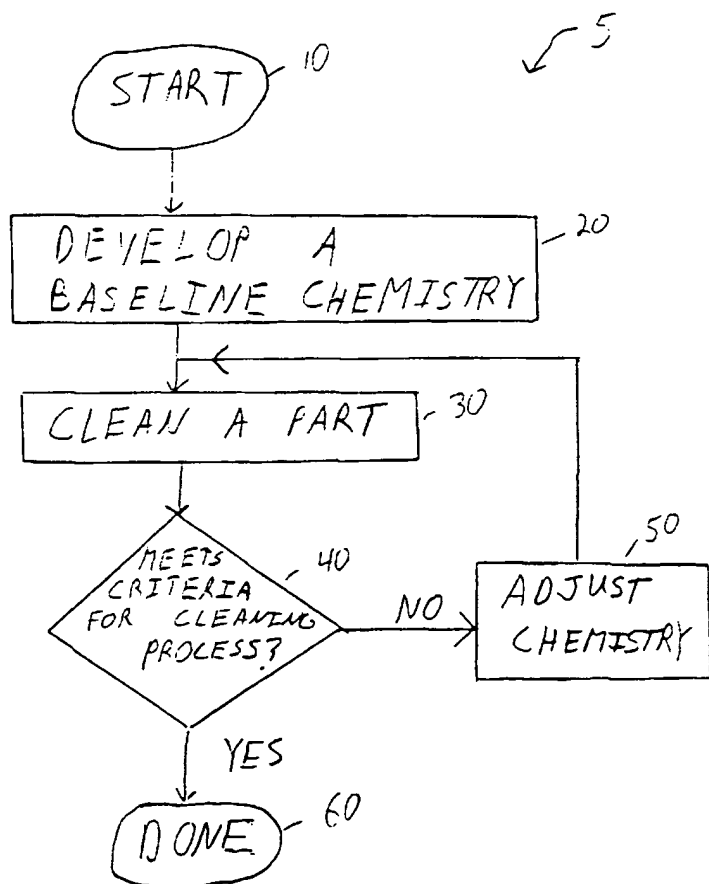 5
10
START
DEVELOP A
BASELINE CHEMISTRY
20
CLEAN A PART
30
MEETS
CRITERIA
FOR CLEANING
PROCESS?
40
NO
50
ADJUST
CHEMISTRY
YES
DONE
60